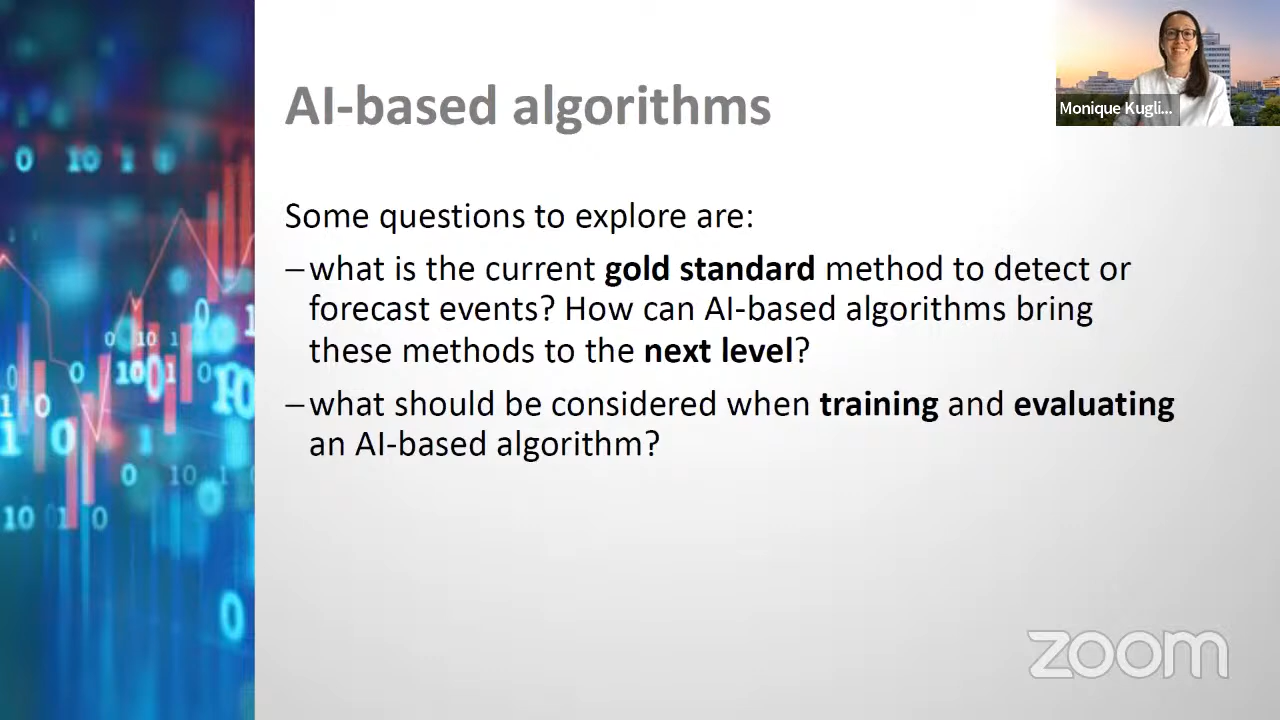 AI-based algorithms
Monique Kugli...
Some questions to explore are:
–what is the current gold standard method to detect or
forecast events? How can AI-based algorithms bring
these methods to the next level?
–what should be considered when training and evaluating
an AI-based algorithm?
zoom